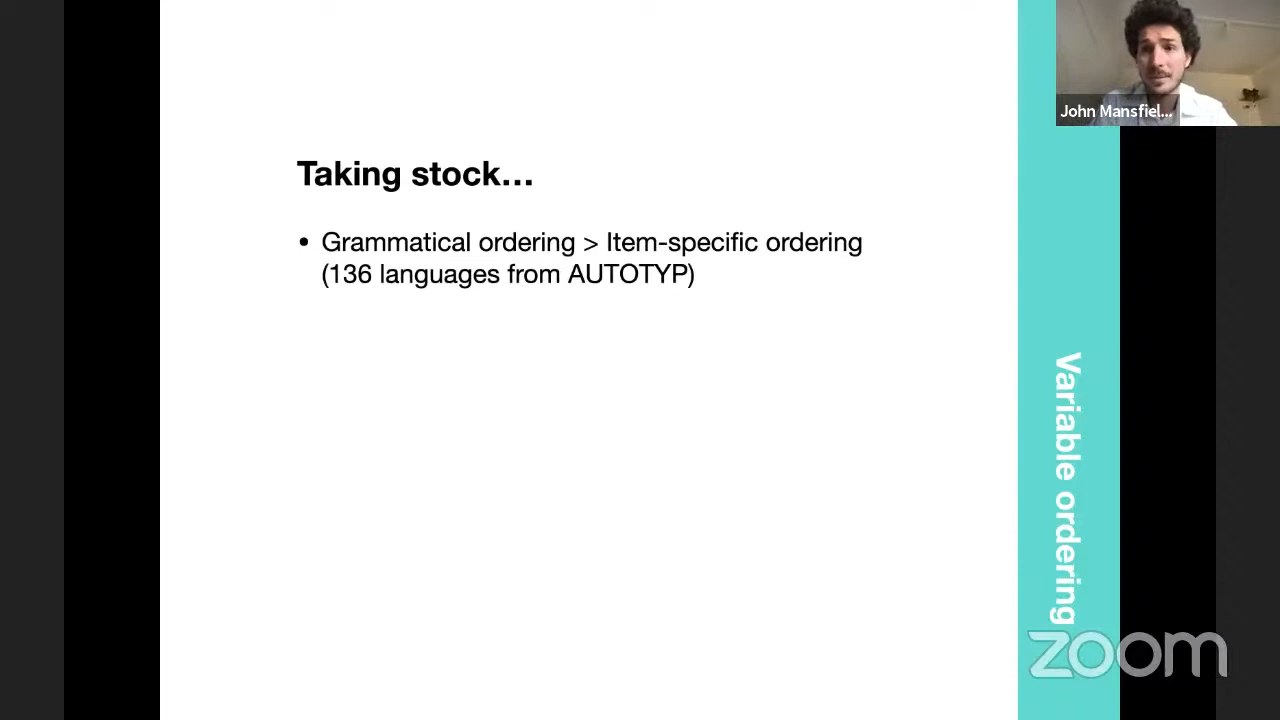 Taking stock…
• Grammatical ordering > Item-specific ordering
(136 languages from AUTOTYP)
Variable ordering
John Mansfiel...
zoom